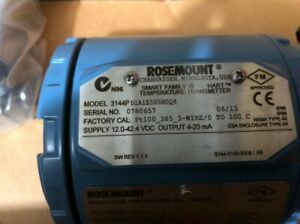 ROSEMOUNT®
CHANHASSEN, MINNESOTA, USA
N96
SMART FAMILY® HART™
TEMPERATURE TRANSMITTER
FM
APPROVED
MODEL 3144P
SERIAL NO. 0780657 06/13
FACTORY CAL. Pt100_385_3-WIRE/0 TO 100 C
SUPPLY 12.0-42.4 VDC OUTPUT 4-20 mA
NEMA TYPE 4X
CSA ENCLOSURE TYPE 4X
SW REV 1.1.1
ROSEMOUNT